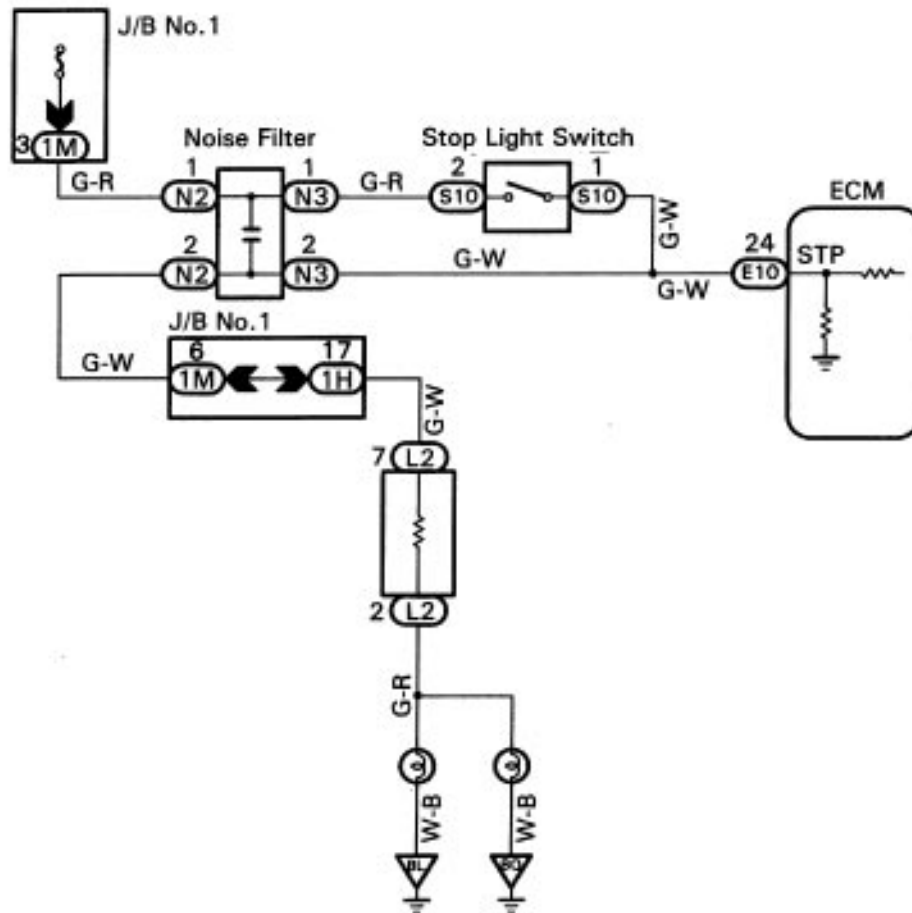 J/B No.1
3 1M
Noise Filter
Stop Light Switch
1 1 2 1
G-R N2 N3 G-R S10 S10
ECM
G-W
2 2 24
N2 N3 G-W G-W E10 STP
J/B No.1
6 17
G-W 1M 1H
G-W
7 L2
2 L2
G-R
W-B W-B
BL